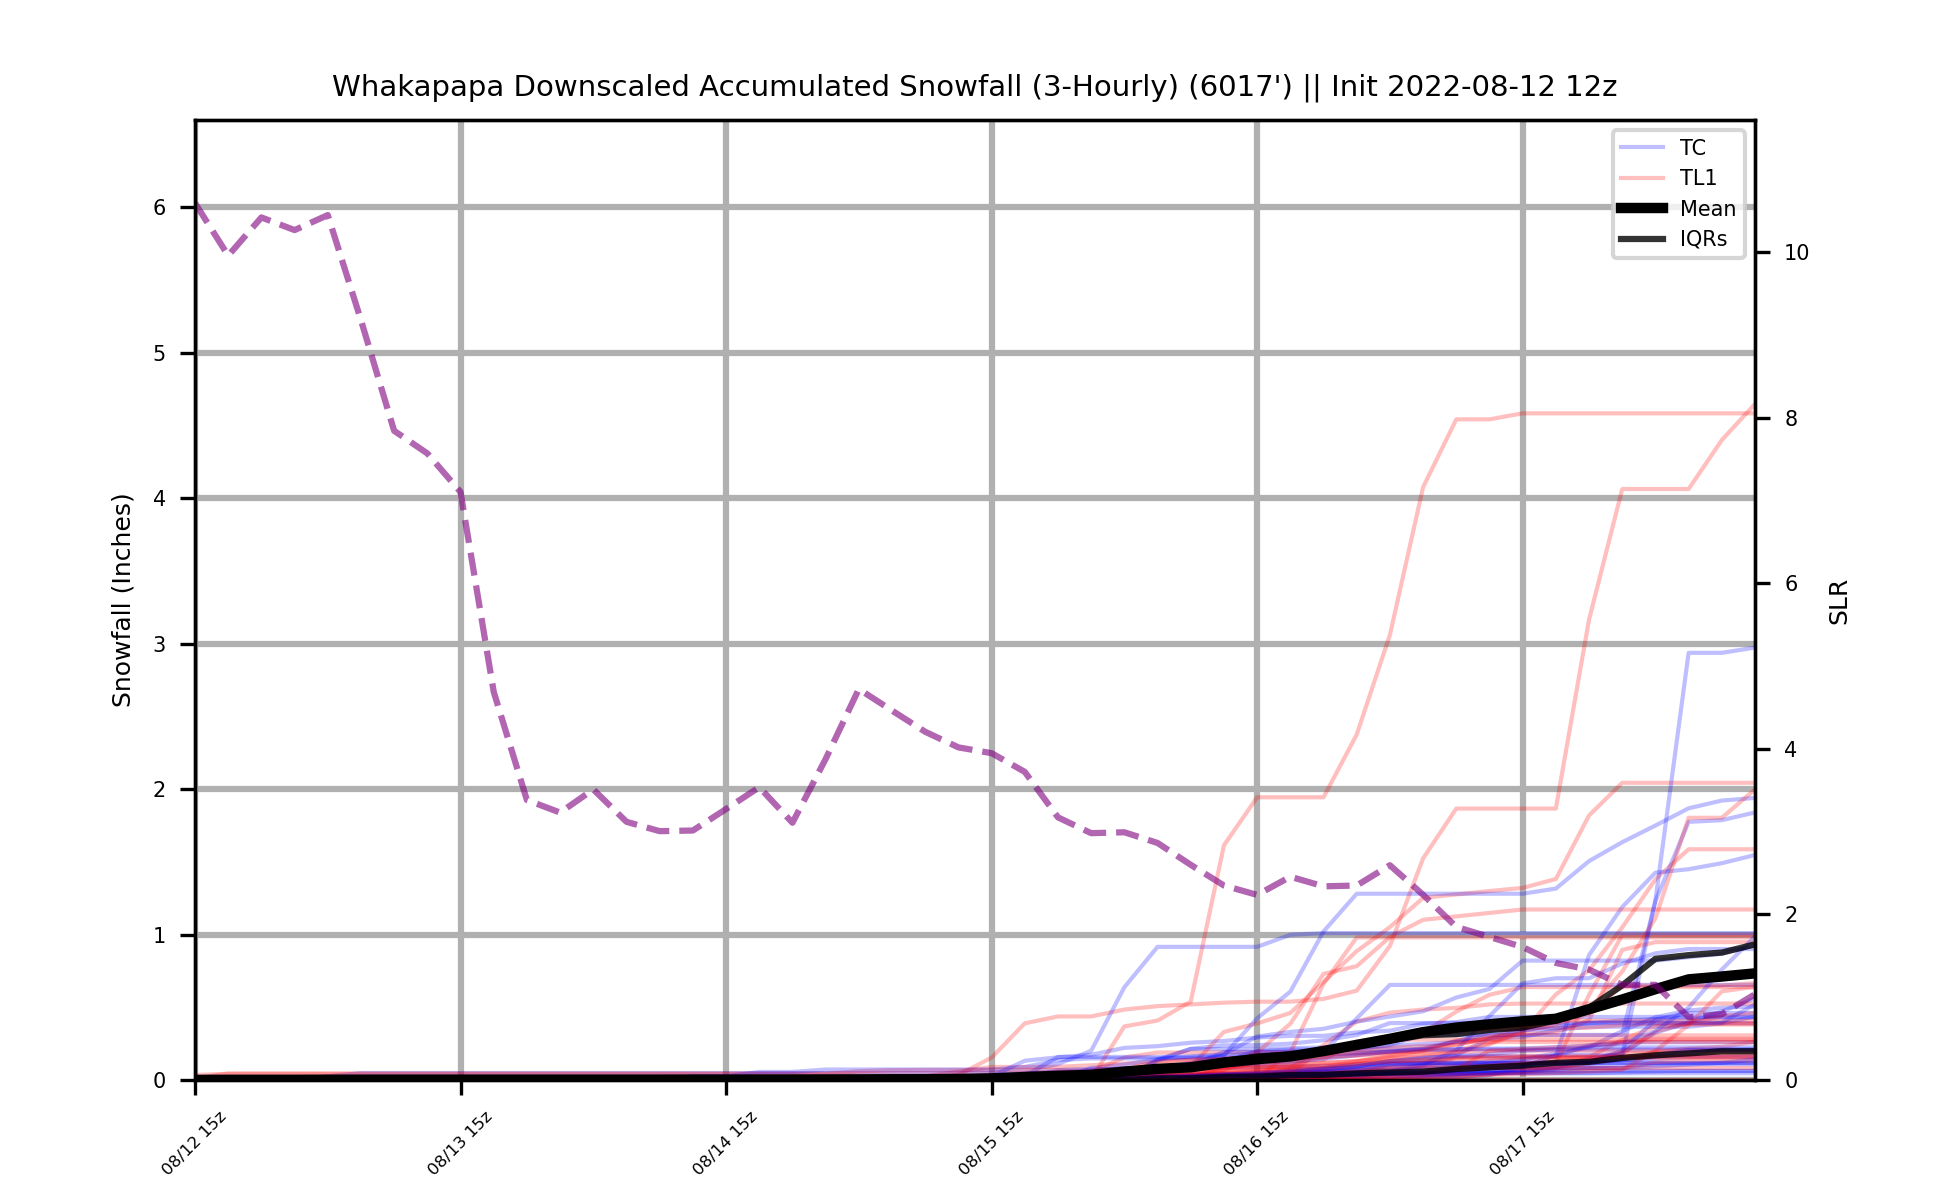 Whakapapa Downscaled Accumulated Snowfall (3-Hourly) (6017') || Init 2022-08-12 12z
TC
TL1
Mean
IQRs
6
5
4
3
2
1
0
Snowfall (Inches)
10
8
6
4
2
0
SLR
08/12 15z
08/13 15z
08/14 15z
08/15 15z
08/16 15z
08/17 15z